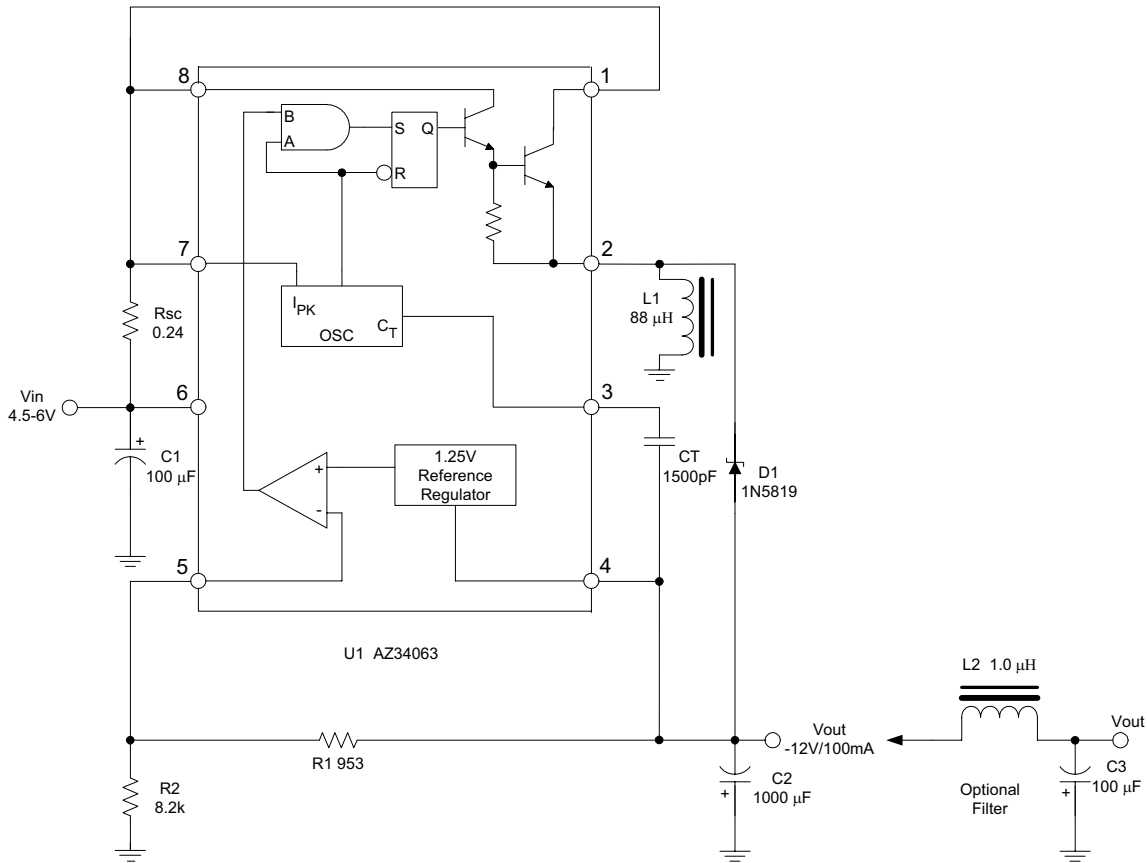 8
1
B
A
S
Q
R
7
2
Rsc
0.24
I_PK
OSC
C_T
L1
88 μH
Vin
4.5-6V
6
3
C1
100 μF
+
1.25V
Reference
Regulator
+
-
CT
1500pF
D1
1N5819
5
4
U1 AZ34063
L2 1.0 μH
Vout
-12V/100mA
Vout
R1 953
R2
8.2k
C2
1000 μF
+
Optional
Filter
C3
100 μF
+